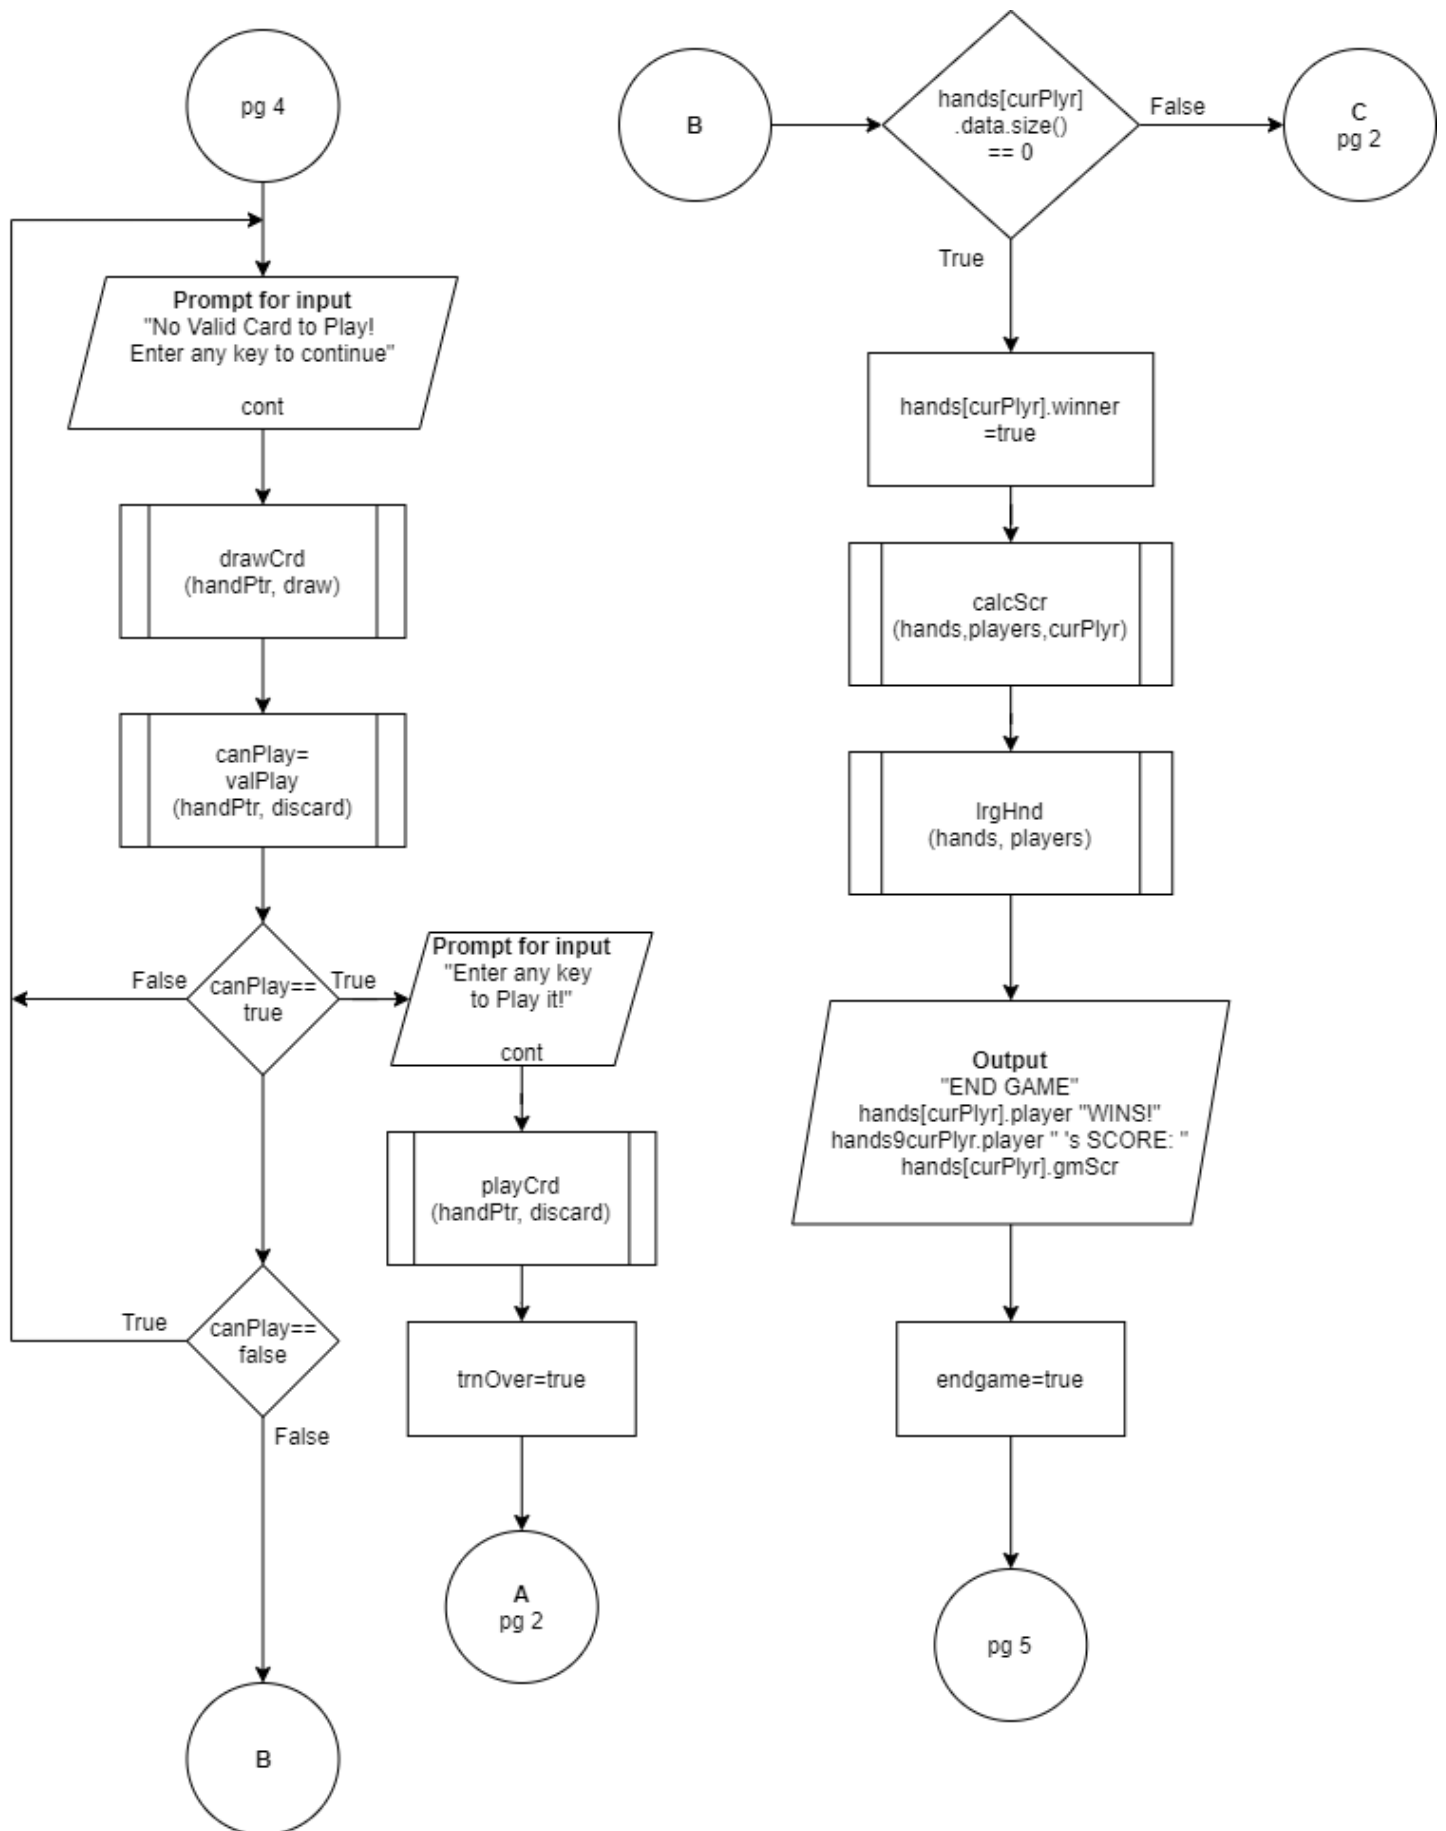 pg 4
Prompt for input
"No Valid Card to Play!
Enter any key to continue"
cont
drawCrd
(handPtr, draw)
canPlay=
valPlay
(handPtr, discard)
False
canPlay==
true
True
Prompt for input
"Enter any key
to Play it!"
cont
playCrd
(handPtr, discard)
trnOver=true
A
pg 2
True
canPlay==
false
False
B
B
hands[curPlyr]
.data.size()
== 0
False
C
pg 2
True
hands[curPlyr].winner
=true
calcScr
(hands,players,curPlyr)
lrgHnd
(hands, players)
Output
"END GAME"
hands[curPlyr].player "WINS!"
hands9curPlyr.player " 's SCORE: "
hands[curPlyr].gmScr
endgame=true
pg 5